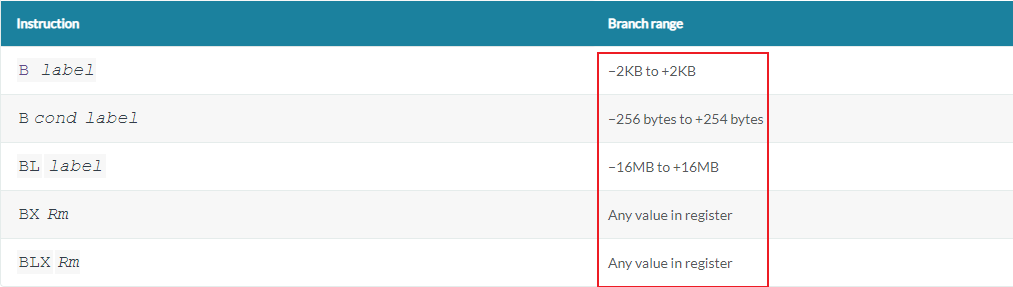 Instruction Branch range
B label −2KB to +2KB
B cond label −256 bytes to +254 bytes
BL label −16MB to +16MB
BX Rm Any value in register
BLX Rm Any value in register